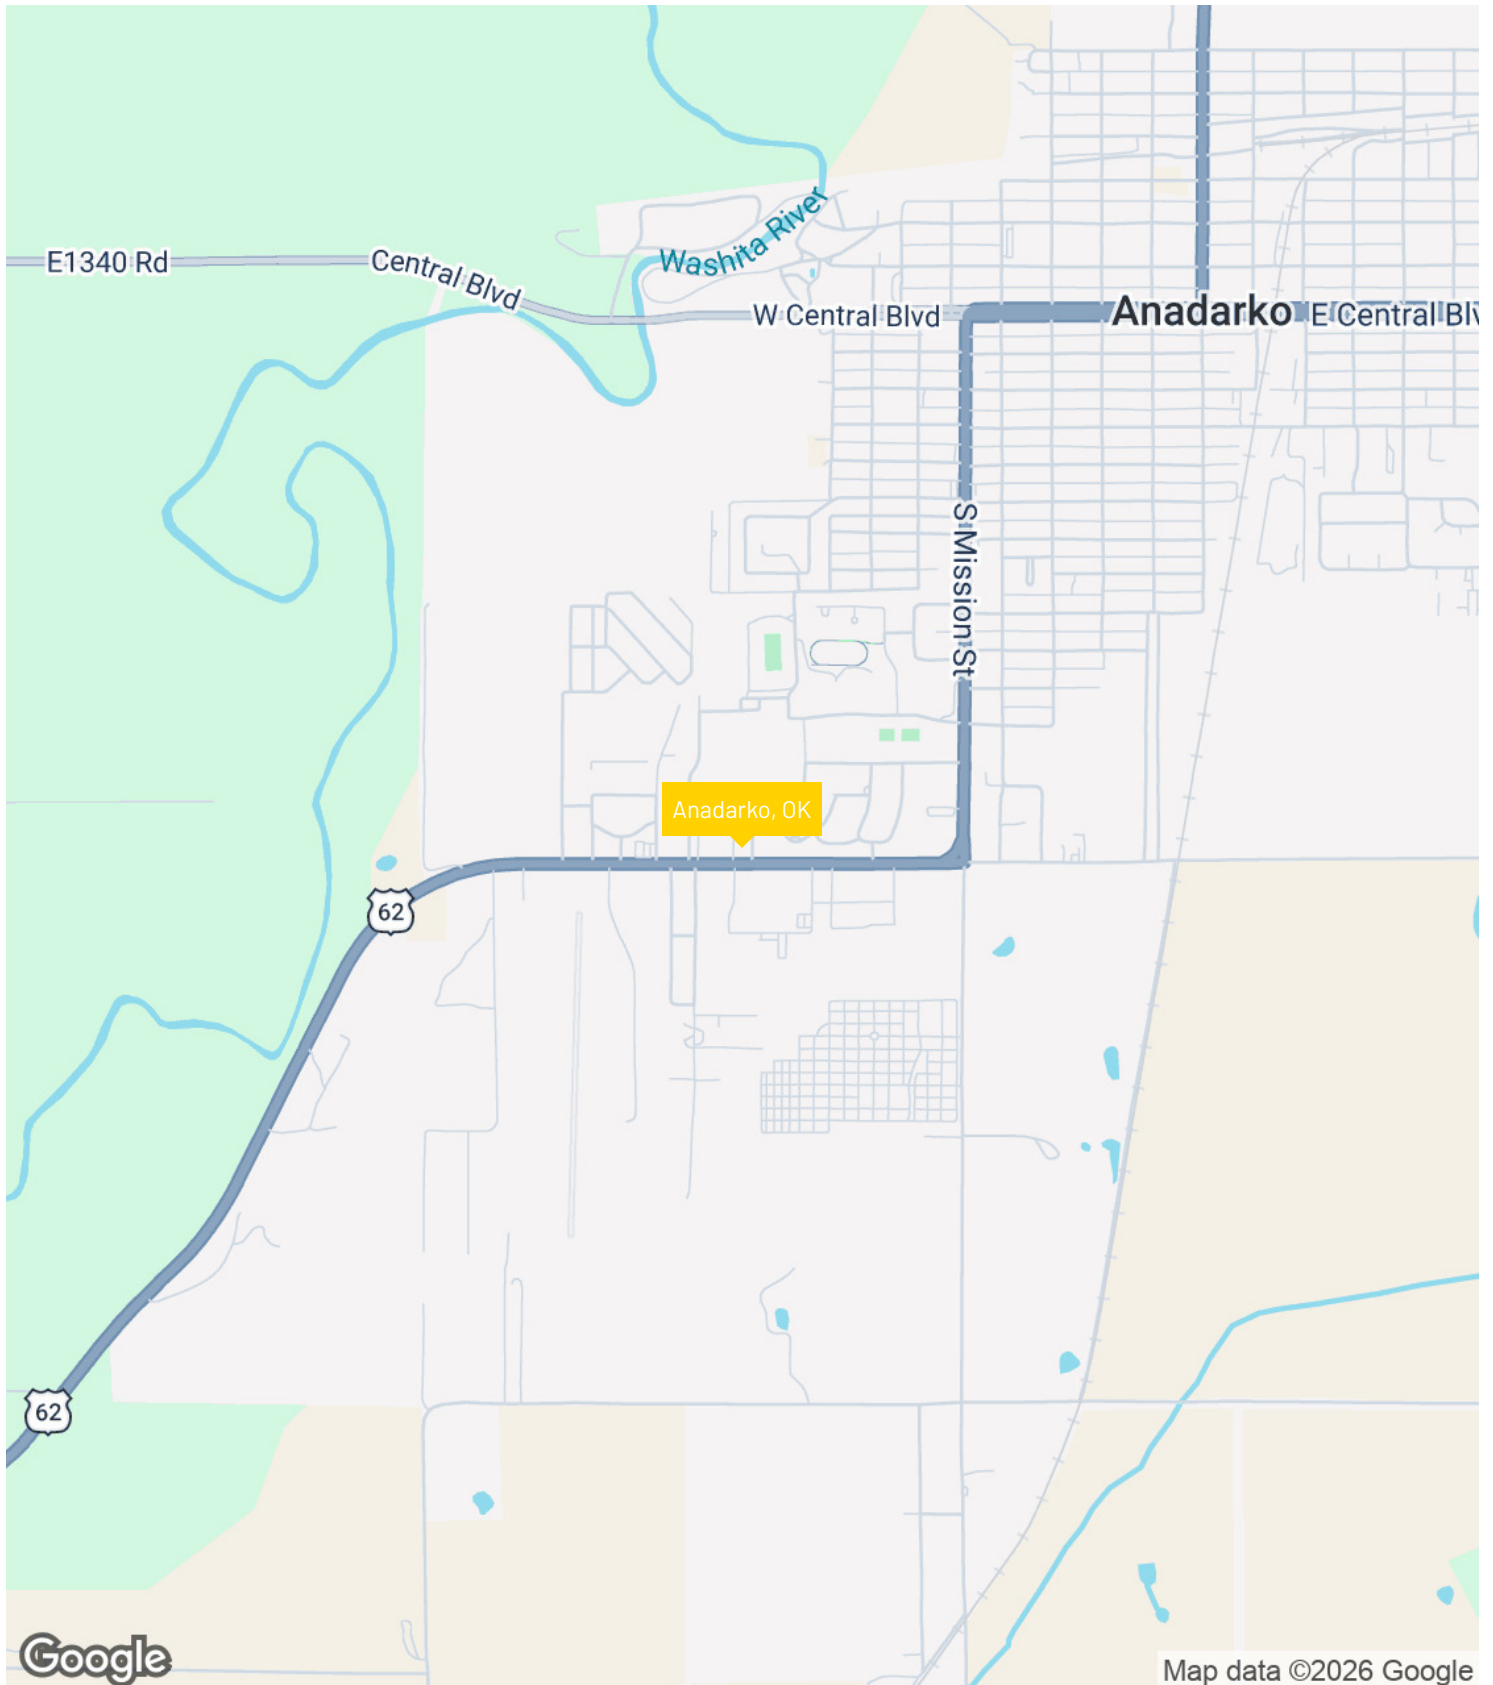 Washita River
E1340 Rd
Central Blvd
W Central Blvd
Anadarko
E Central Blv
S Mission St
Anadarko, OK
62
62
Google
Map data ©2026 Google